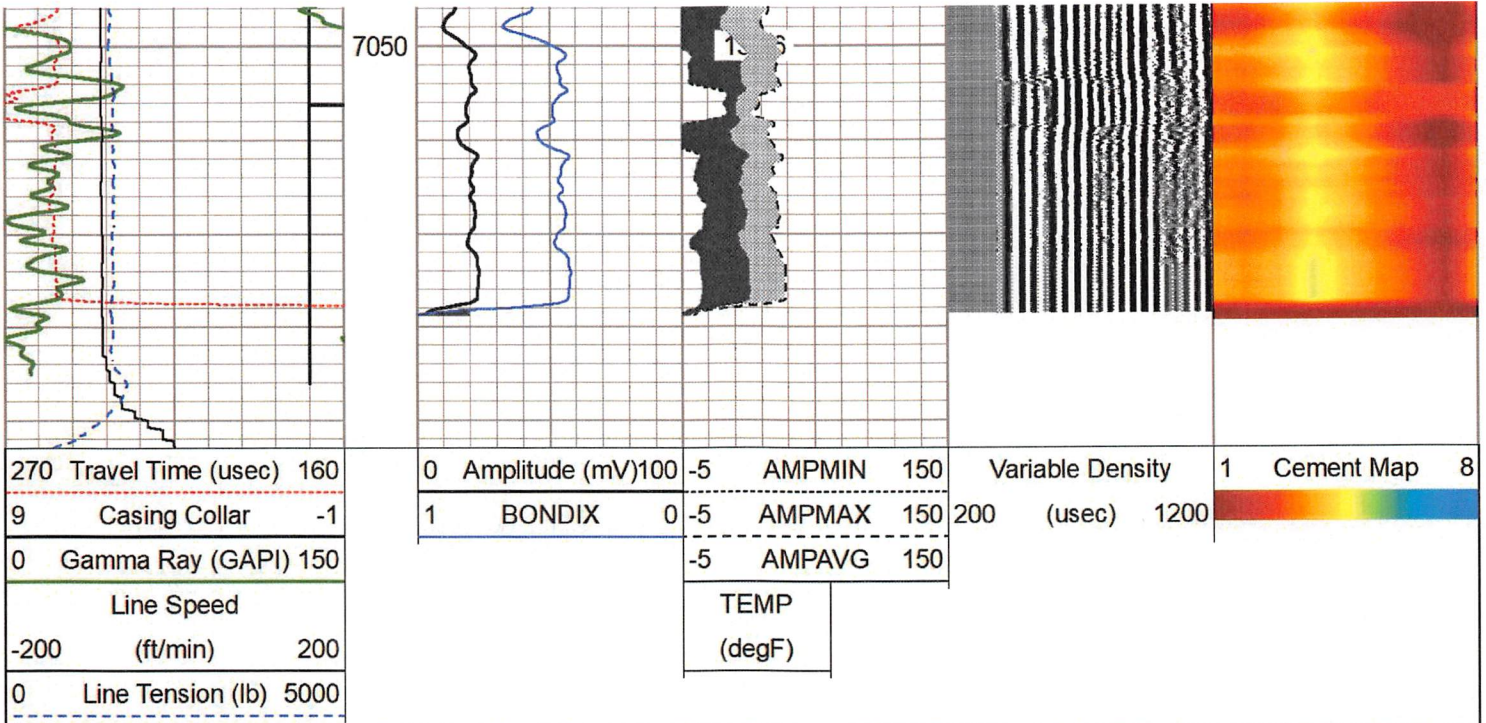 7050
270 Travel Time (usec) 160
9 Casing Collar -1
0 Gamma Ray (GAPI) 150
Line Speed
-200 (ft/min) 200
0 Line Tension (lb) 5000
0 Amplitude (mV)100
1 BONDIX 0
-5 AMPMIN 150
-5 AMPMAX 150
-5 AMPAVG 150
TEMP
(degF)
Variable Density
200 (usec) 1200
1 Cement Map 8